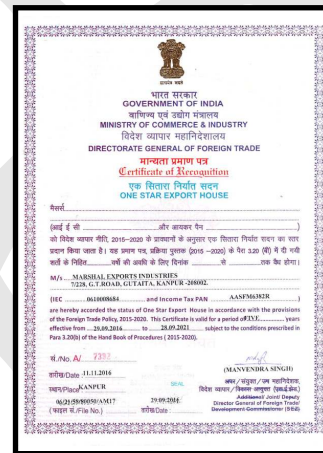 भारत सरकार
GOVERNMENT OF INDIA
वाणिज्य एवं उद्योग मंत्रालय
MINISTRY OF COMMERCE & INDUSTRY
विदेश व्यापार महानिदेशालय
DIRECTORATE GENERAL OF FOREIGN TRADE
मान्यता प्रमाण पत्र
Certificate of Recognition
एक सितारा निर्यात सदन
ONE STAR EXPORT HOUSE
मैसर्स
(आई ई सी ............ और आयकर पैन ............)
को विदेश व्यापार नीति, 2015-2020 के प्रावधानों के अनुसार एक सितारा निर्यात सदन का स्तर
प्रदान किया जाता है। यह प्रमाण पत्र, प्रक्रिया पुस्तक (2015-2020) के पैरा 3.20 (बी) में दी गयी
शर्तों के निहित ............ वर्षों की अवधि के लिए दिनांक ............ से ............ तक वैध होगा।
M/s MARSHAL EXPORTS INDUSTRIES
7/228, G.T.ROAD, GUTAITA, KANPUR -208002.
(IEC 0610008684 and Income Tax PAN AASFM6382R )
are hereby accorded the status of One Star Export House in accordance with the provisions
of the Foreign Trade Policy, 2015-2020. This Certificate is valid for a period of FIVE years
effective from 29.09.2016 to 28.09.2021 subject to the conditions prescribed in
Para 3.20(b) of the Hand Book of Procedures ( 2015-2020).
सं./No. A/
तारीख/Date 11.11.2016
स्थान/Place KANPUR
SEAL
(MANVENDRA SINGH)
अपर / संयुक्त / उप महानिदेशक,
Additional/ Joint/ Deputy
Director General of Foreign Trade/
Development Commissioner (SEZ)
29.09.2016
(फाइल सं./File No.) तारीख/Date